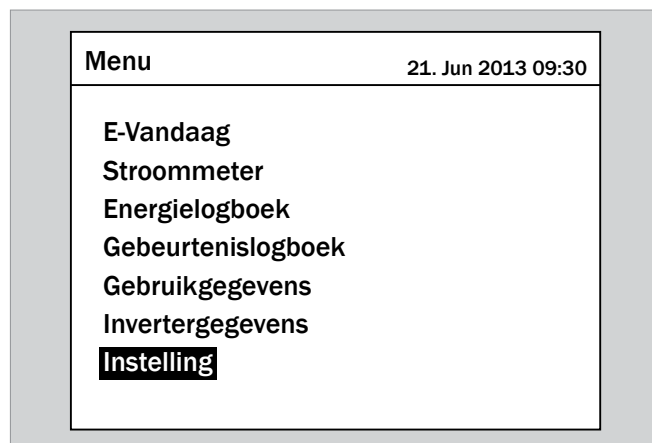 Menu
21. Jun 2013 09:30
E-Vandaag
Stroommeter
Energielogboek
Gebeurtenislogboek
Gebruikgegevens
Invertergegevens
Instelling